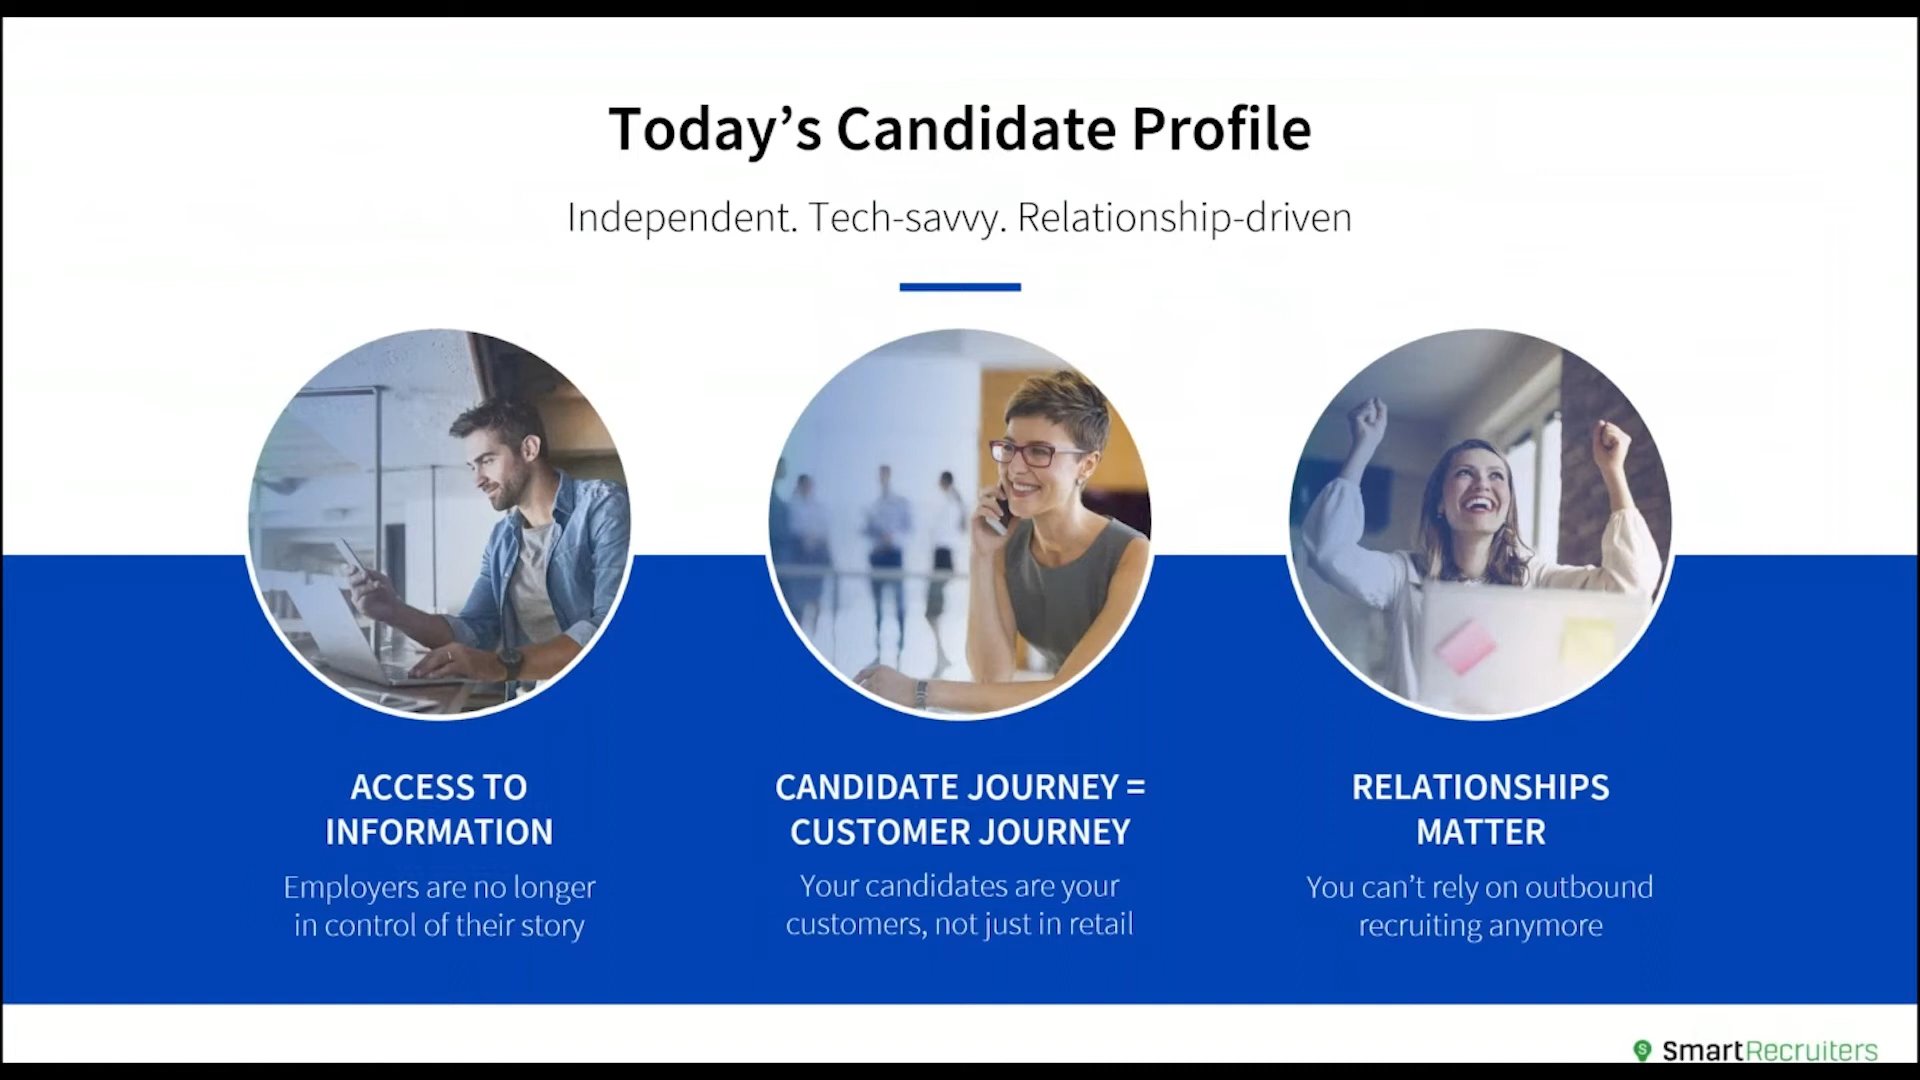 Today’s Candidate Profile
Independent. Tech-savvy. Relationship-driven
ACCESS TO
INFORMATION
Employers are no longer
in control of their story
CANDIDATE JOURNEY =
CUSTOMER JOURNEY
Your candidates are your
customers, not just in retail
RELATIONSHIPS
MATTER
You can’t rely on outbound
recruiting anymore
S SmartRecruiters